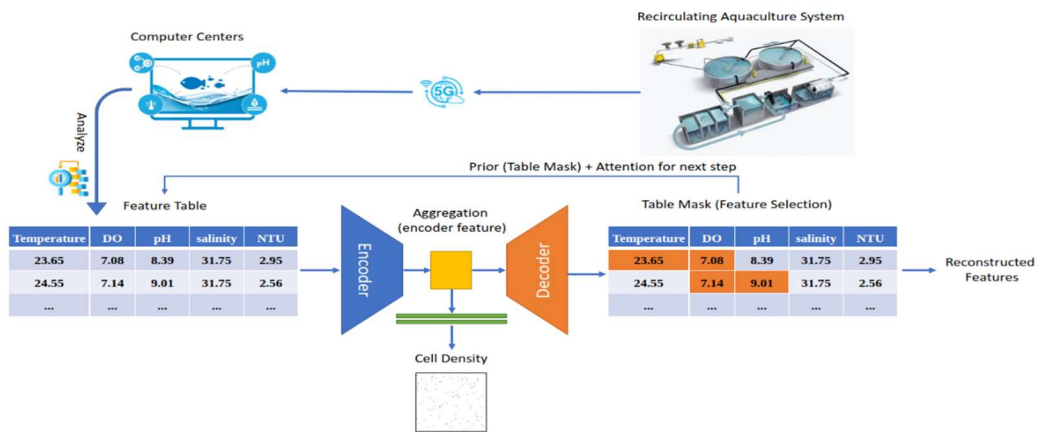 Recirculating Aquaculture System
Computer Centers
pH
5G
Analyze
Prior (Table Mask) + Attention for next step
Feature Table
Aggregation
(encoder feature)
Table Mask (Feature Selection)
Temperature DO pH salinity NTU
23.65 7.08 8.39 31.75 2.95
24.55 7.14 9.01 31.75 2.56
... ... ... ... ...
Encoder
Decoder
Temperature DO pH salinity NTU
23.65 7.08 8.39 31.75 2.95
24.55 7.14 9.01 31.75 2.56
... ... ... ... ...
Reconstructed
Features
Cell Density